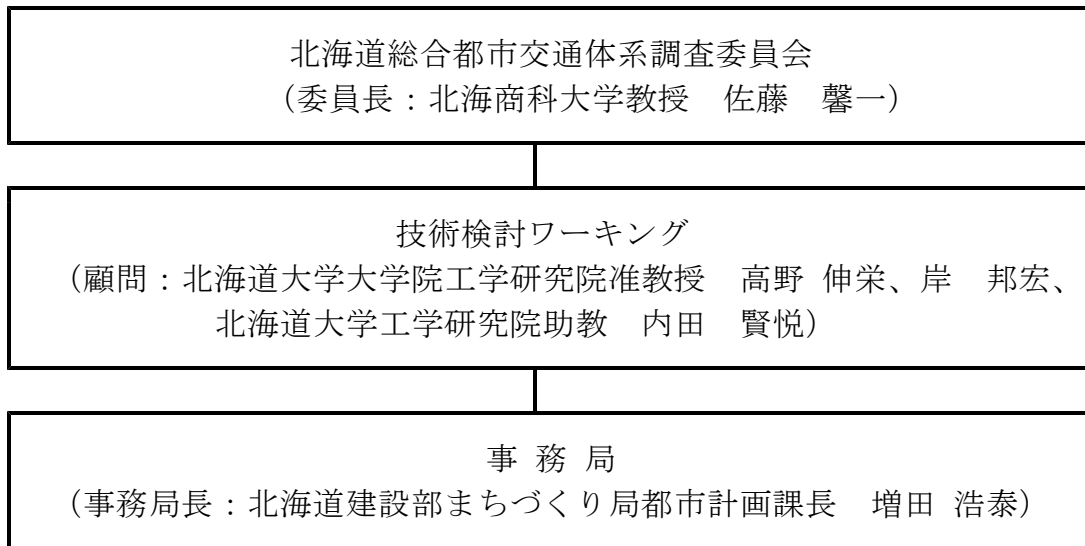 北海道総合都市交通体系調査委員会
（委員長：北海商科大学教授　佐藤　馨一）
技術検討ワーキング
（顧問：北海道大学大学院工学研究院准教授　高野 伸栄、岸　邦宏、
北海道大学工学研究院助教　内田　賢悦）
事 務 局
（事務局長：北海道建設部まちづくり局都市計画課長　増田 浩泰）